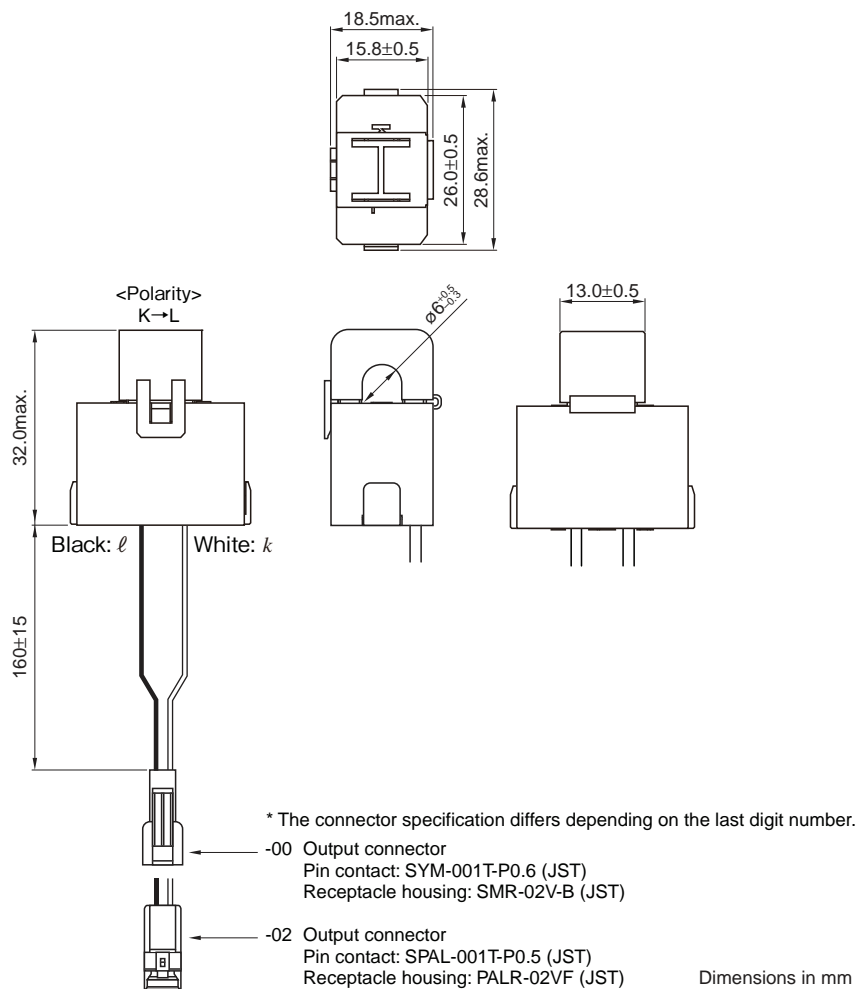 18.5max.
15.8±0.5
26.0±0.5
28.6max.
<Polarity>
K→L
ø6+0.5 -0.3
13.0±0.5
32.0max.
Black: ℓ
White: k
160±15
* The connector specification differs depending on the last digit number.
-00 Output connector
Pin contact: SYM-001T-P0.6 (JST)
Receptacle housing: SMR-02V-B (JST)
-02 Output connector
Pin contact: SPAL-001T-P0.5 (JST)
Receptacle housing: PALR-02VF (JST)
Dimensions in mm